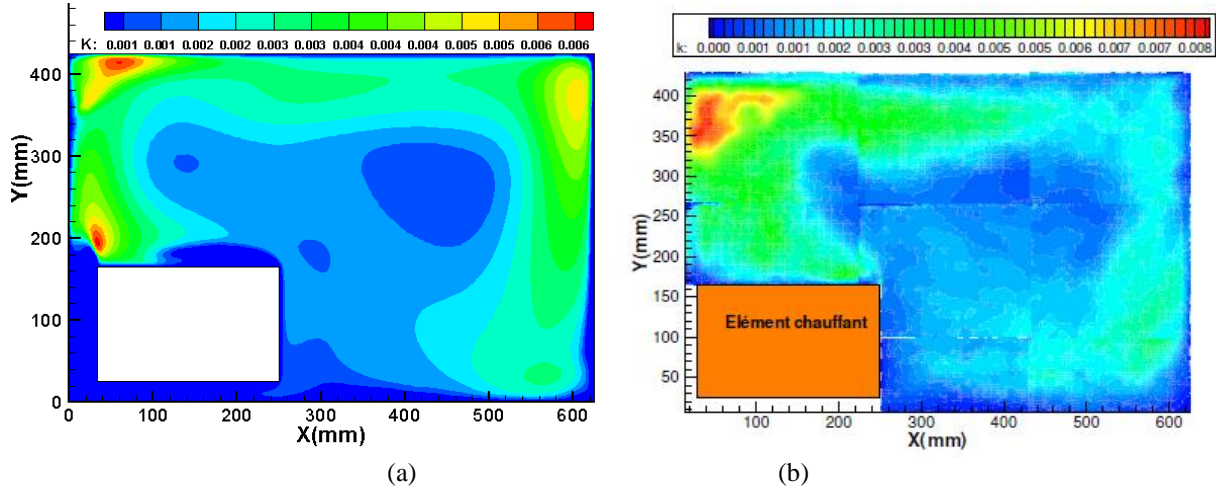 K: 0.001 0.001 0.002 0.002 0.003 0.003 0.004 0.004 0.005 0.005 0.006 0.006
Y(mm)
400
300
200
100
0
0 100 200 300 400 500 600
X(mm)
(a)
k: 0.000 0.001 0.001 0.002 0.003 0.003 0.004 0.005 0.005 0.006 0.007 0.007 0.008
Y(mm)
400
350
300
250
200
150
100
50
Elément chauffant
100 200 300 400 500 600
X(mm)
(b)